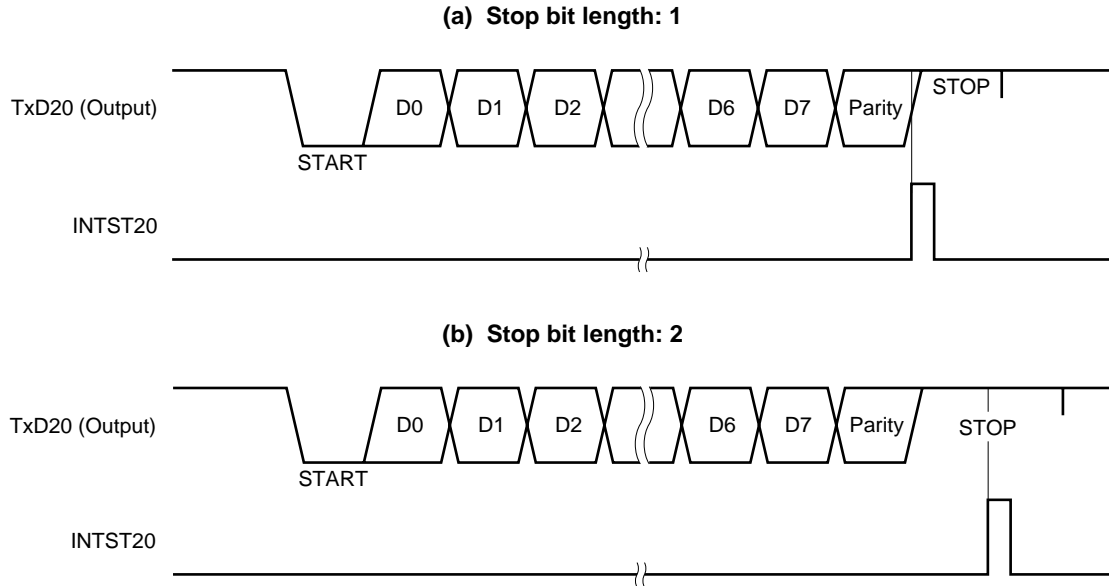 (a) Stop bit length: 1
TxD20 (Output)
D0 D1 D2 D6 D7 Parity STOP
START
INTST20
(b) Stop bit length: 2
TxD20 (Output)
D0 D1 D2 D6 D7 Parity STOP
START
INTST20